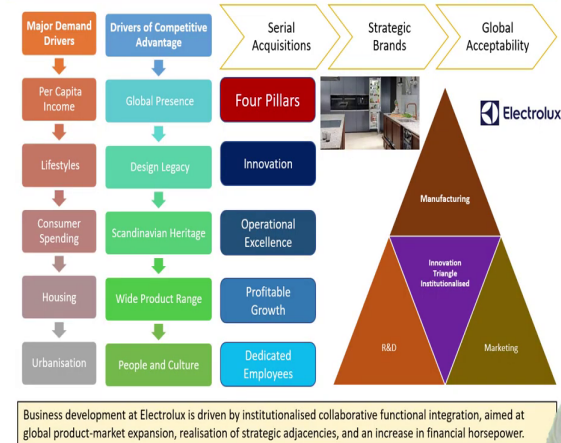 Major Demand
Drivers
Per Capita
Income
Lifestyles
Consumer
Spending
Housing
Urbanisation
Drivers of Competitive
Advantage
Global Presence
Design Legacy
Scandinavian Heritage
Wide Product Range
People and Culture
Serial
Acquisitions
Strategic
Brands
Global
Acceptability
Four Pillars
Innovation
Operational
Excellence
Profitable
Growth
Dedicated
Employees
Electrolux
Manufacturing
Innovation
Triangle
Institutionalised
R&D
Marketing
Business development at Electrolux is driven by institutionalised collaborative functional integration, aimed at
global product-market expansion, realisation of strategic adjacencies, and an increase in financial horsepower.